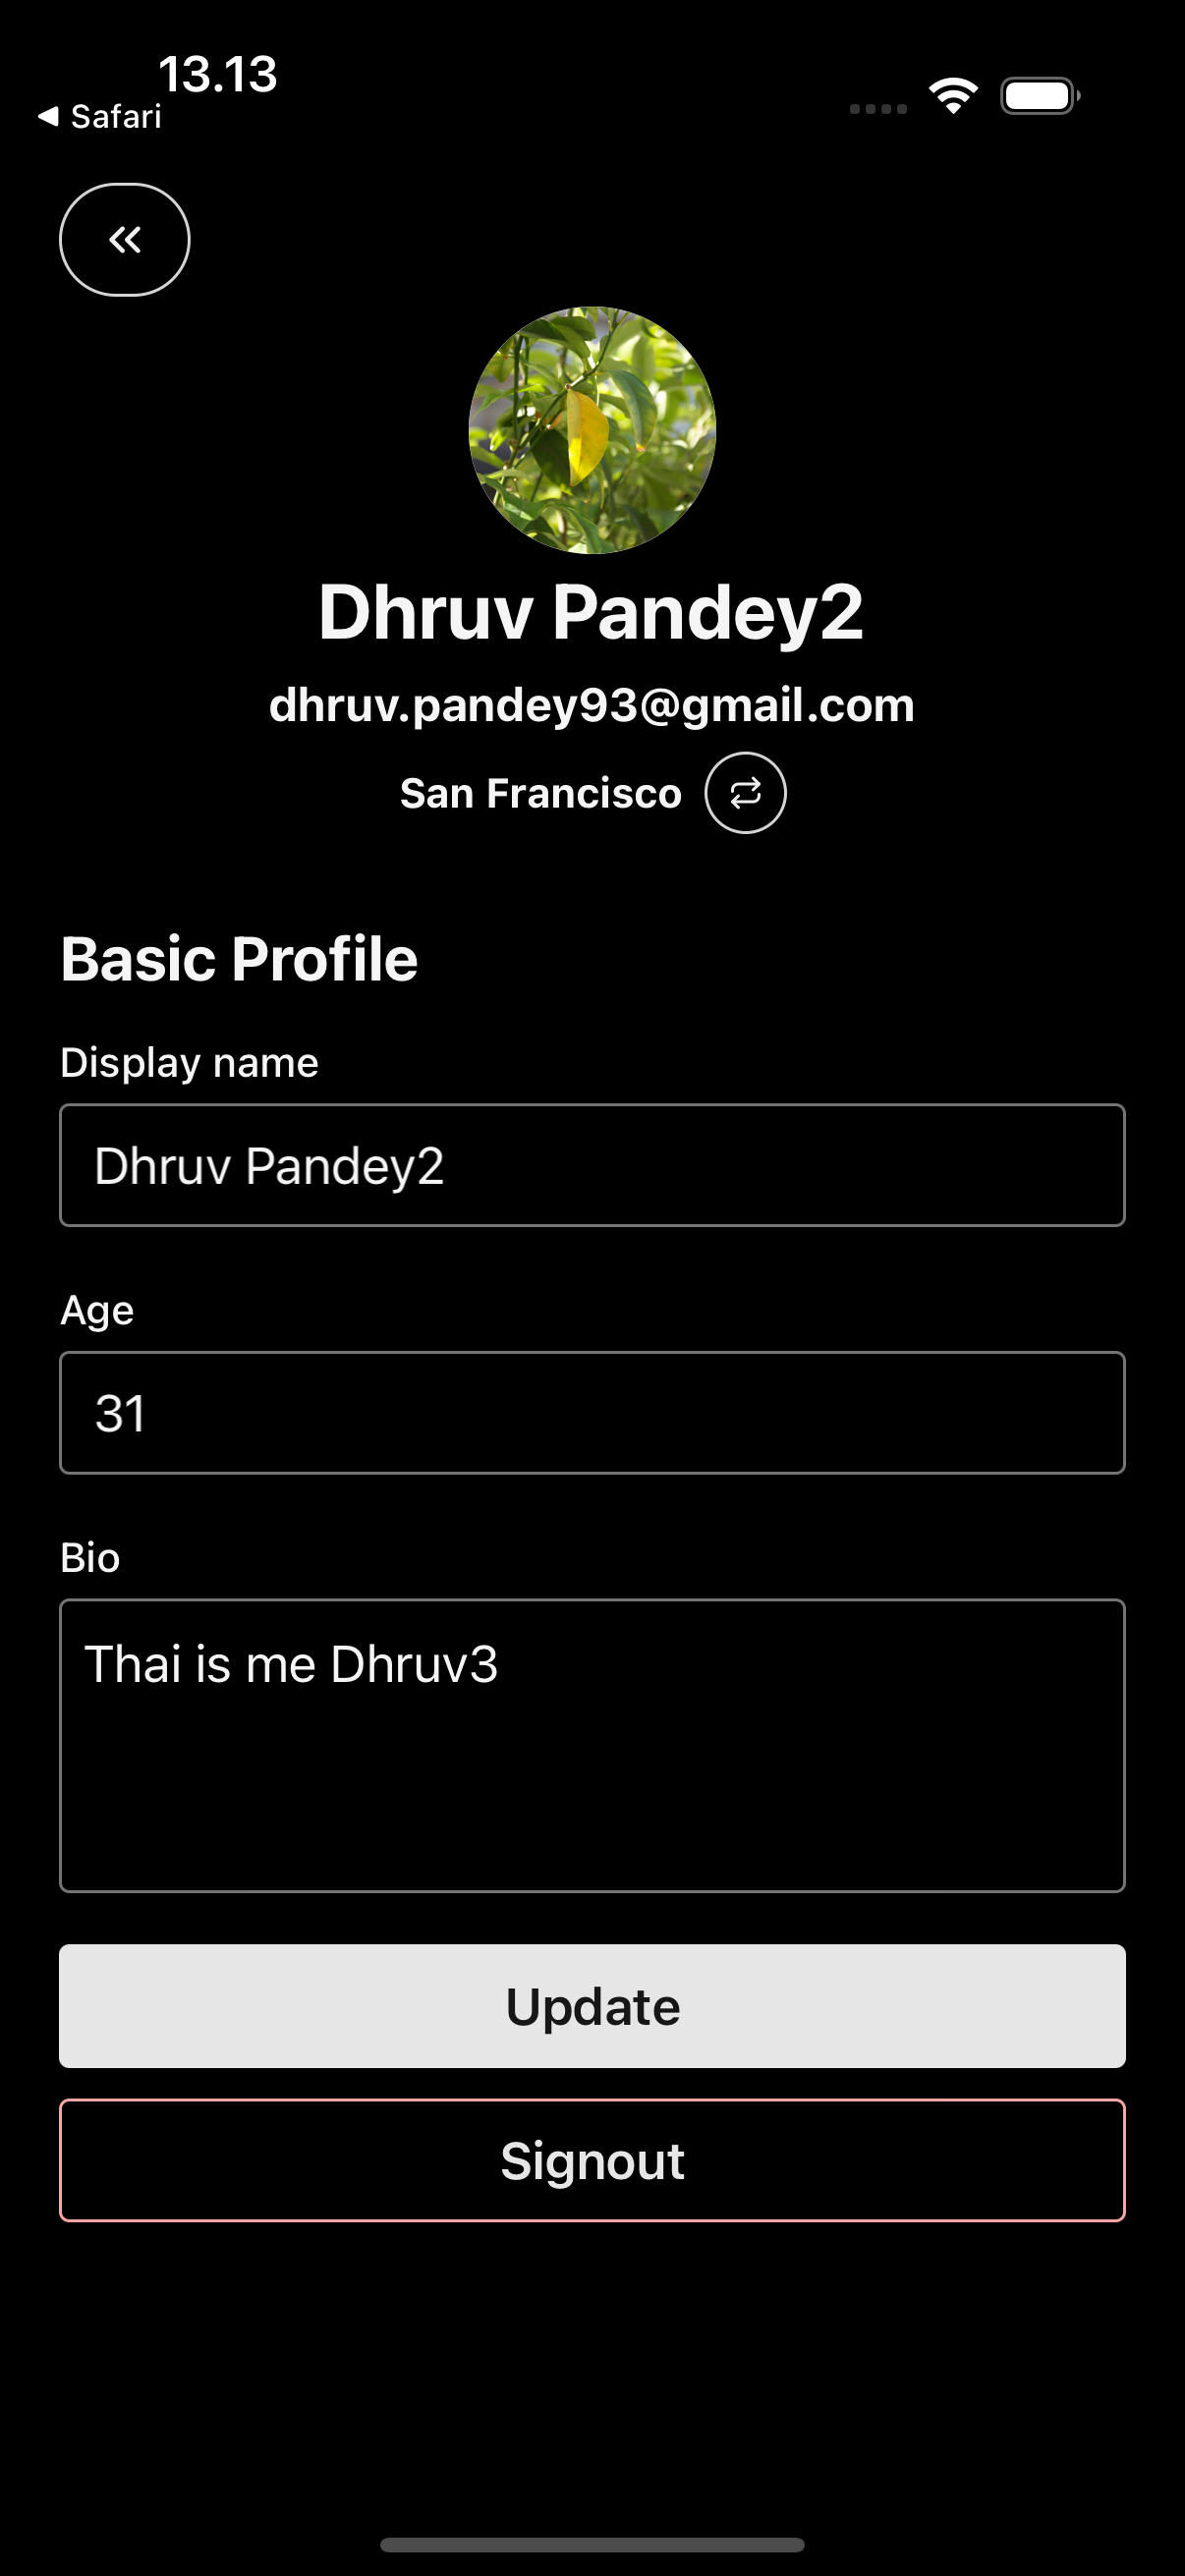 13.13
Safari
Dhruv Pandey2
dhruv.pandey93@gmail.com
San Francisco
Basic Profile
Display name
Dhruv Pandey2
Age
31
Bio
Thai is me Dhruv3
Update
Signout